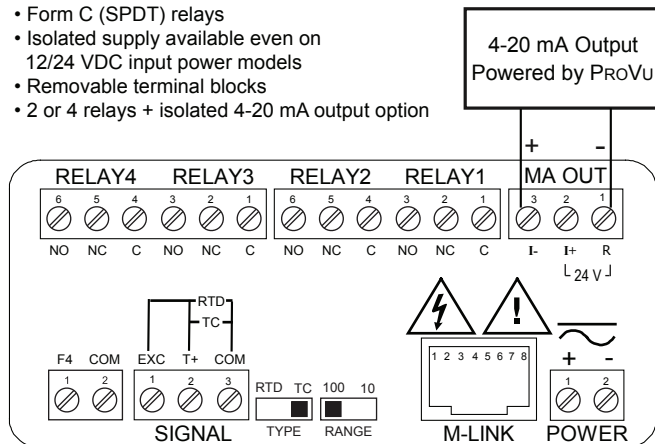 • Form C (SPDT) relays
• Isolated supply available even on
12/24 VDC input power models
• Removable terminal blocks
• 2 or 4 relays + isolated 4-20 mA output option
4-20 mA Output
Powered by PROVU
+ -
RELAY4 RELAY3 RELAY2 RELAY1 MA OUT
6 5 4 3 2 1 6 5 4 3 2 1 3 2 1
NO NC C NO NC C NO NC C NO NC C I- I+ R
24 V
RTD
TC
F4 COM EXC T+ COM
1 2 1 2 3
RTD TC 100 10
1 2 3 4 5 6 7 8
+ -
1 2
SIGNAL TYPE RANGE M-LINK POWER